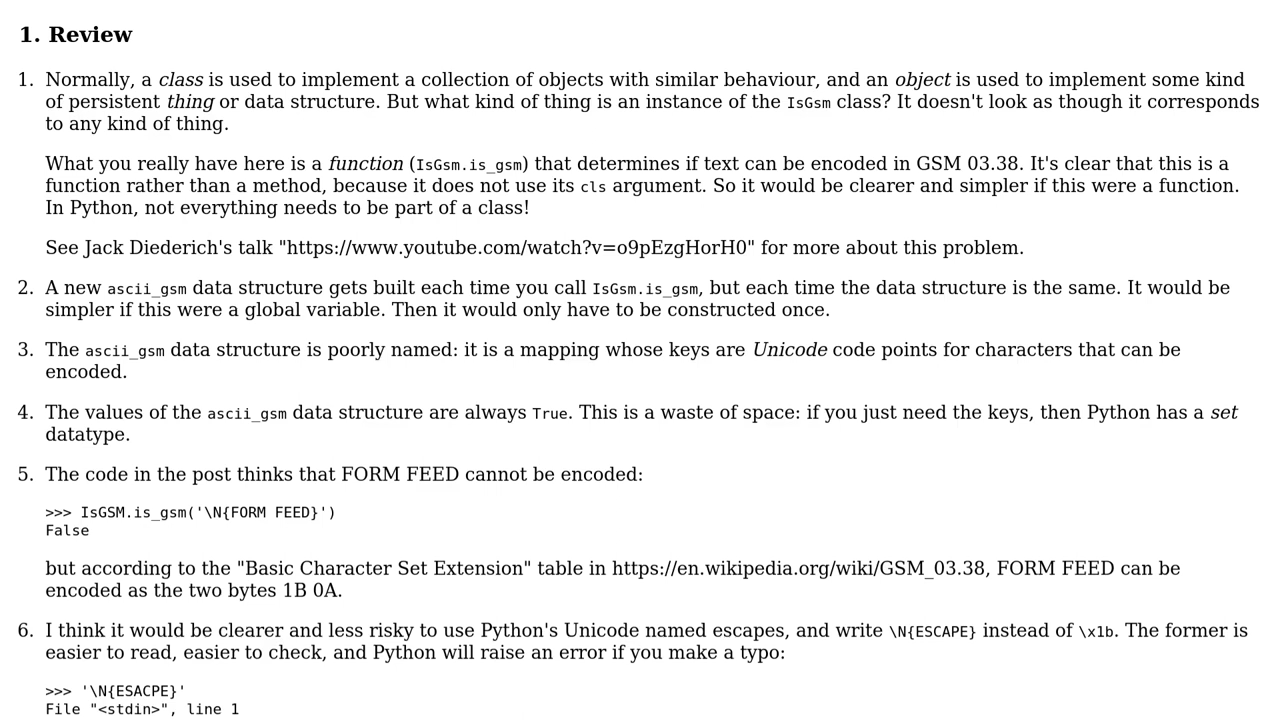 1. Review
1. Normally, a class is used to implement a collection of objects with similar behaviour, and an object is used to implement some kind
of persistent thing or data structure. But what kind of thing is an instance of the IsGsm class? It doesn't look as though it corresponds
to any kind of thing.
What you really have here is a function (IsGsm.is_gsm) that determines if text can be encoded in GSM 03.38. It's clear that this is a
function rather than a method, because it does not use its cls argument. So it would be clearer and simpler if this were a function.
In Python, not everything needs to be part of a class!
See Jack Diederich's talk "https://www.youtube.com/watch?v=o9pEzgHorH0" for more about this problem.
2. A new ascii_gsm data structure gets built each time you call IsGsm.is_gsm, but each time the data structure is the same. It would be
simpler if this were a global variable. Then it would only have to be constructed once.
3. The ascii_gsm data structure is poorly named: it is a mapping whose keys are Unicode code points for characters that can be
encoded.
4. The values of the ascii_gsm data structure are always True. This is a waste of space: if you just need the keys, then Python has a set
datatype.
5. The code in the post thinks that FORM FEED cannot be encoded:
>>> IsGSM.is_gsm('\N{FORM FEED}')
False
but according to the "Basic Character Set Extension" table in https://en.wikipedia.org/wiki/GSM_03.38, FORM FEED can be
encoded as the two bytes 1B 0A.
6. I think it would be clearer and less risky to use Python's Unicode named escapes, and write \N{ESCAPE} instead of \x1b. The former is
easier to read, easier to check, and Python will raise an error if you make a typo:
>>> '\N{ESACPE}'
File "<stdin>", line 1